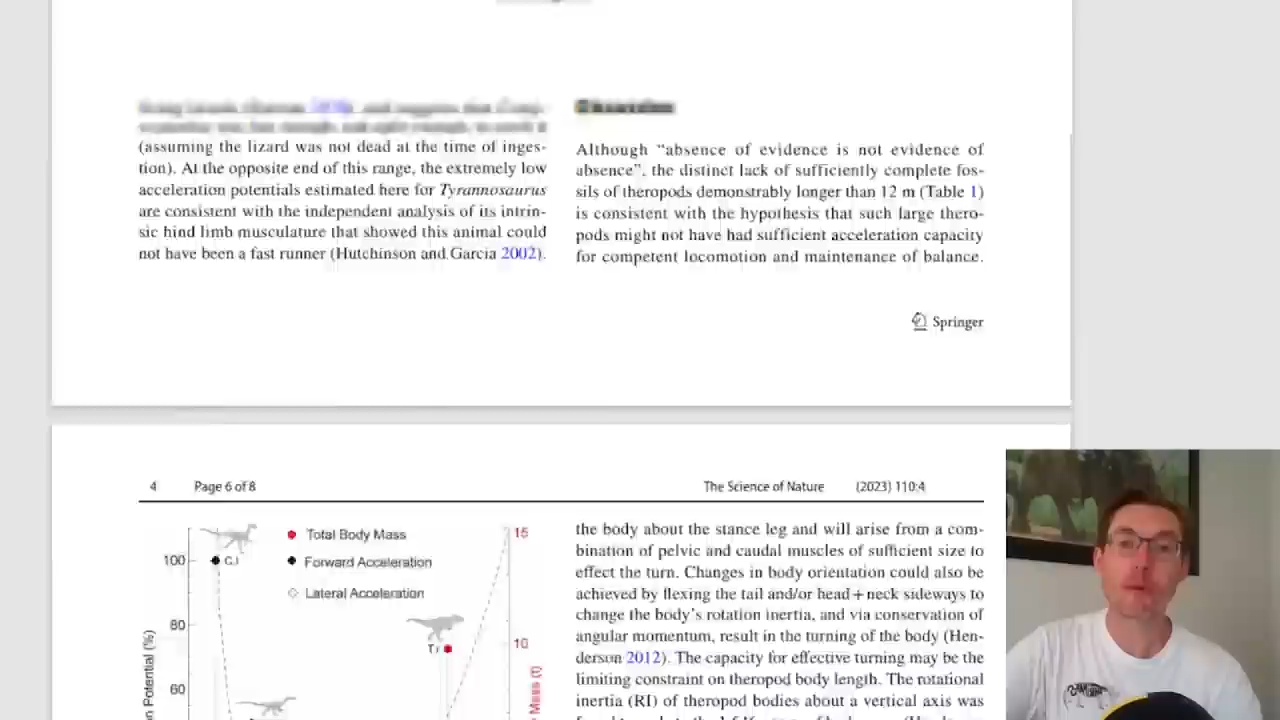 (assuming the lizard was not dead at the time of inges-
tion). At the opposite end of this range, the extremely low
acceleration potentials estimated here for Tyrannosaurus
are consistent with the independent analysis of its intrin-
sic hind limb musculature that showed this animal could
not have been a fast runner (Hutchinson and Garcia 2002).
Discussion
Although “absence of evidence is not evidence of
absence”, the distinct lack of sufficiently complete fos-
sils of theropods demonstrably longer than 12 m (Table 1)
is consistent with the hypothesis that such large thero-
pods might not have had sufficient acceleration capacity
for competent locomotion and maintenance of balance.
Springer
4 Page 6 of 8
The Science of Nature (2023) 110:4
100
80
60
n Potential (%)
C.l
Total Body Mass
Forward Acceleration
Lateral Acceleration
T.r
15
10
Mass (t)
the body about the stance leg and will arise from a com-
bination of pelvic and caudal muscles of sufficient size to
effect the turn. Changes in body orientation could also be
achieved by flexing the tail and/or head + neck sideways to
change the body’s rotation inertia, and via conservation of
angular momentum, result in the turning of the body (Hen-
derson 2012). The capacity for effective turning may be the
limiting constraint on theropod body length. The rotational
inertia (RI) of theropod bodies about a vertical axis was